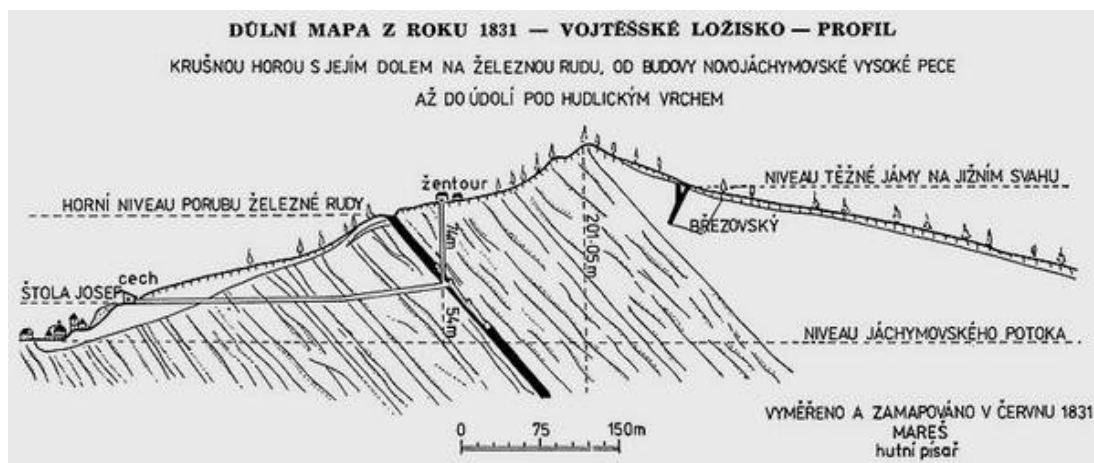 DŮLNÍ MAPA Z ROKU 1831 — VOJTĚŠSKÉ LOŽISKO — PROFIL
KRUŠNOU HOROU S JEJÍM DOLEM NA ŽELEZNOU RUDU, OD BUDOVY NOVOJÁCHYMOVSKÉ VYSOKÉ PECE
AŽ DO ÚDOLÍ POD HUDLICKÝM VRCHEM
žentour
NIVEAU TĚŽNÉ JÁMY NA JIŽNÍM SVAHU
HORNÍ NIVEAU PORUBU ŽELEZNÉ RUDY
BŘEZOVSKÝ
74m
201·05m
cech
ŠTOLA JOSEF
54m
NIVEAU JÁCHYMOVSKÉHO POTOKA
0 75 150m
VYMĚŘENO A ZAMAPOVÁNO V ČERVNU 1831
MAREŠ
hutní písař